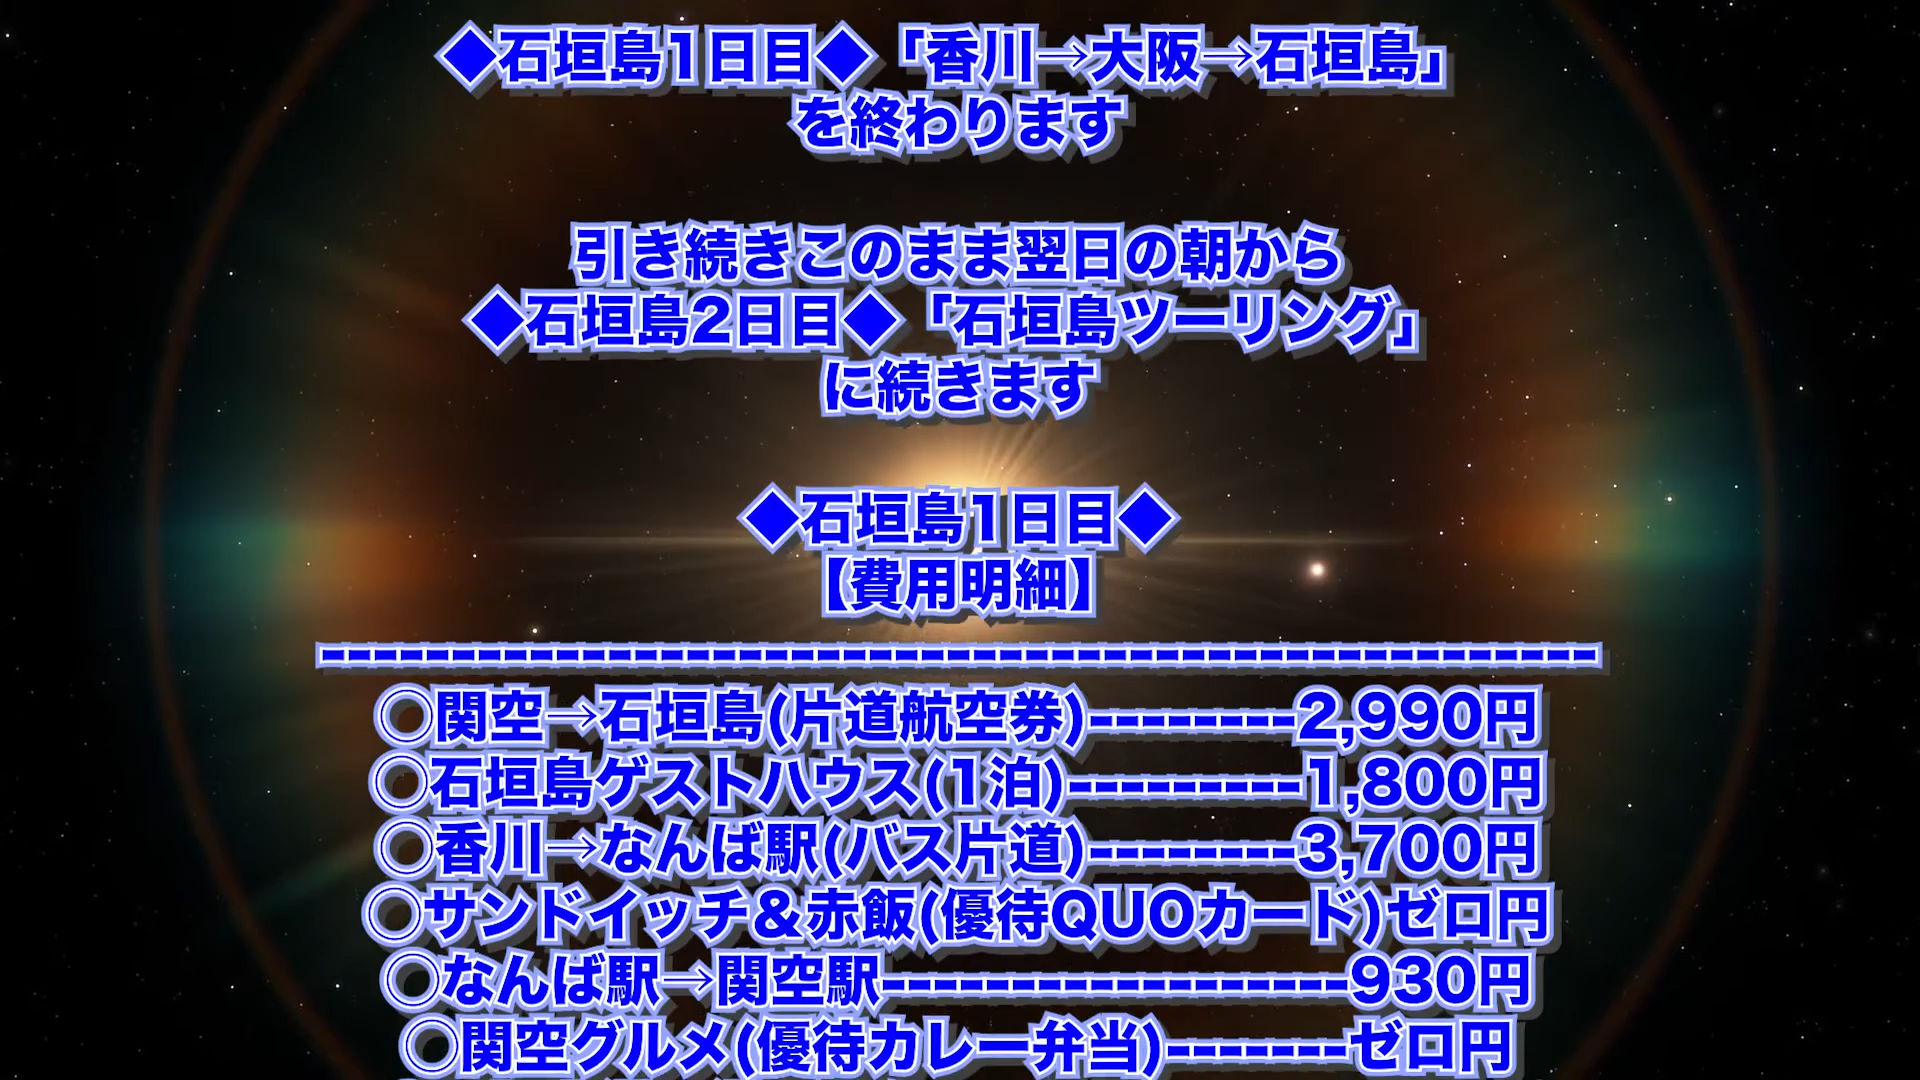 ◆石垣島1日目◆「香川→大阪→石垣島」
を終わります
引き続きこのまま翌日の朝から
◆石垣島2日目◆「石垣島ツーリング」
に続きます
◆石垣島1日目◆
【費用明細】
--------------------------------------------------
○関空→石垣島(片道航空券)--------2,990円
○石垣島ゲストハウス(1泊)---------1,800円
○香川→なんば駅(バス片道)--------3,700円
○サンドイッチ&赤飯(優待QUOカード)ゼロ円
○なんば駅→関空駅------------------930円
○関空グルメ(優待カレー弁当)-------ゼロ円